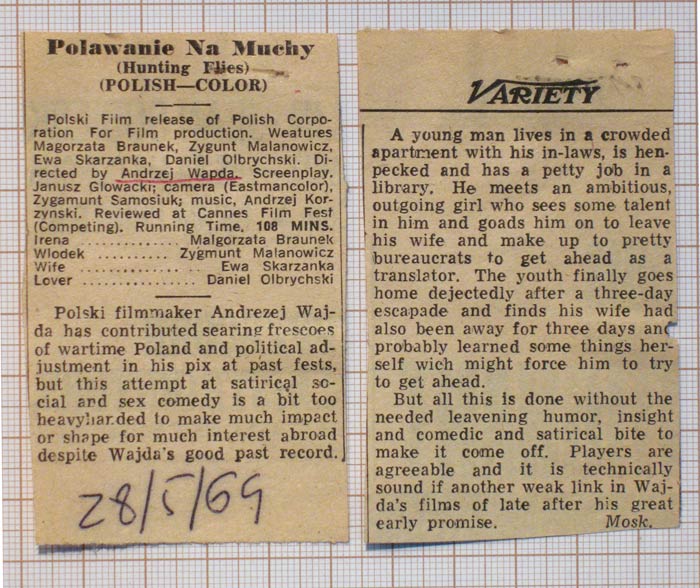 Polawanie Na Muchy
(Hunting Flies)
(POLISH—COLOR)
Polski Film release of Polish Corpo-
ration For Film production. Weatures
Magorzata Braunek, Zygunt Malanowicz,
Ewa Skarzanka, Daniel Olbrychski. Di-
rected by Andrzej Wapda. Screenplay.
Janusz Glowacki; camera (Eastmancolor),
Zygamunt Samosiuk; music, Andrzej Kor-
zynski. Reviewed at Cannes Film Fest
(Competing). Running Time, 108 MINS.
Irena .............. Malgorzata Braunek
Wlodek .......... Zygmunt Malanowicz
Wife ................. Ewa Skarzanka
Lover ............... Daniel Olbrychski
Polski filmmaker Andrezej Waj-
da has contributed searing frescoes
of wartime Poland and political ad-
justment in his pix at past fests,
but this attempt at satirical so-
cial and sex comedy is a bit too
heavyharded to make much impact
or shape for much interest abroad
despite Wajda's good past record.
28/5/69
VARIETY
A young man lives in a crowded
apartment with his in-laws, is hen-
pecked and has a petty job in a
library. He meets an ambitious,
outgoing girl who sees some talent
in him and goads him on to leave
his wife and make up to pretty
bureaucrats to get ahead as a
translator. The youth finally goes
home dejectedly after a three-day
escapade and finds his wife had
also been away for three days and
probably learned some things her-
self wich might force him to try
to get ahead.
But all this is done without the
needed leavening humor, insight
and comedic and satirical bite to
make it come off. Players are
agreeable and it is technically
sound if another weak link in Waj-
da's films of late after his great
early promise. Mosk.